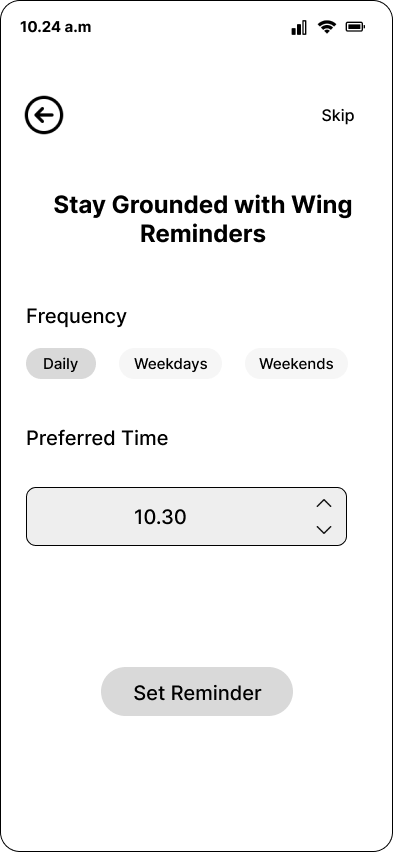 10.24 a.m
Skip
Stay Grounded with Wing
Reminders
Frequency
Daily Weekdays Weekends
Preferred Time
10.30
Set Reminder